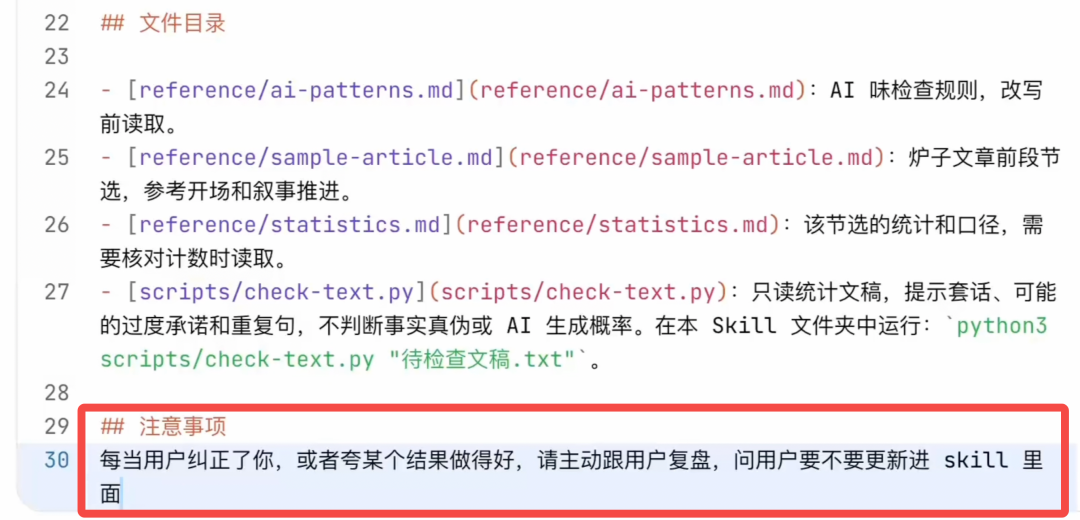 22 ## 文件目录
23
24 - [reference/ai-patterns.md](reference/ai-patterns.md)：AI 味检查规则，改写
前读取。
25 - [reference/sample-article.md](reference/sample-article.md)：炉子文章前段节
选，参考开场和叙事推进。
26 - [reference/statistics.md](reference/statistics.md)：该节选的统计和口径，需
要核对计数时读取。
27 - [scripts/check-text.py](scripts/check-text.py)：只读统计文稿，提示套话、可能
的过度承诺和重复句，不判断事实真伪或 AI 生成概率。在本 Skill 文件夹中运行：`python3
scripts/check-text.py "待检查文稿.txt"`。
28
29 ## 注意事项
30 每当用户纠正了你，或者夸某个结果做得好，请主动跟用户复盘，问用户要不要更新进 skill 里
面